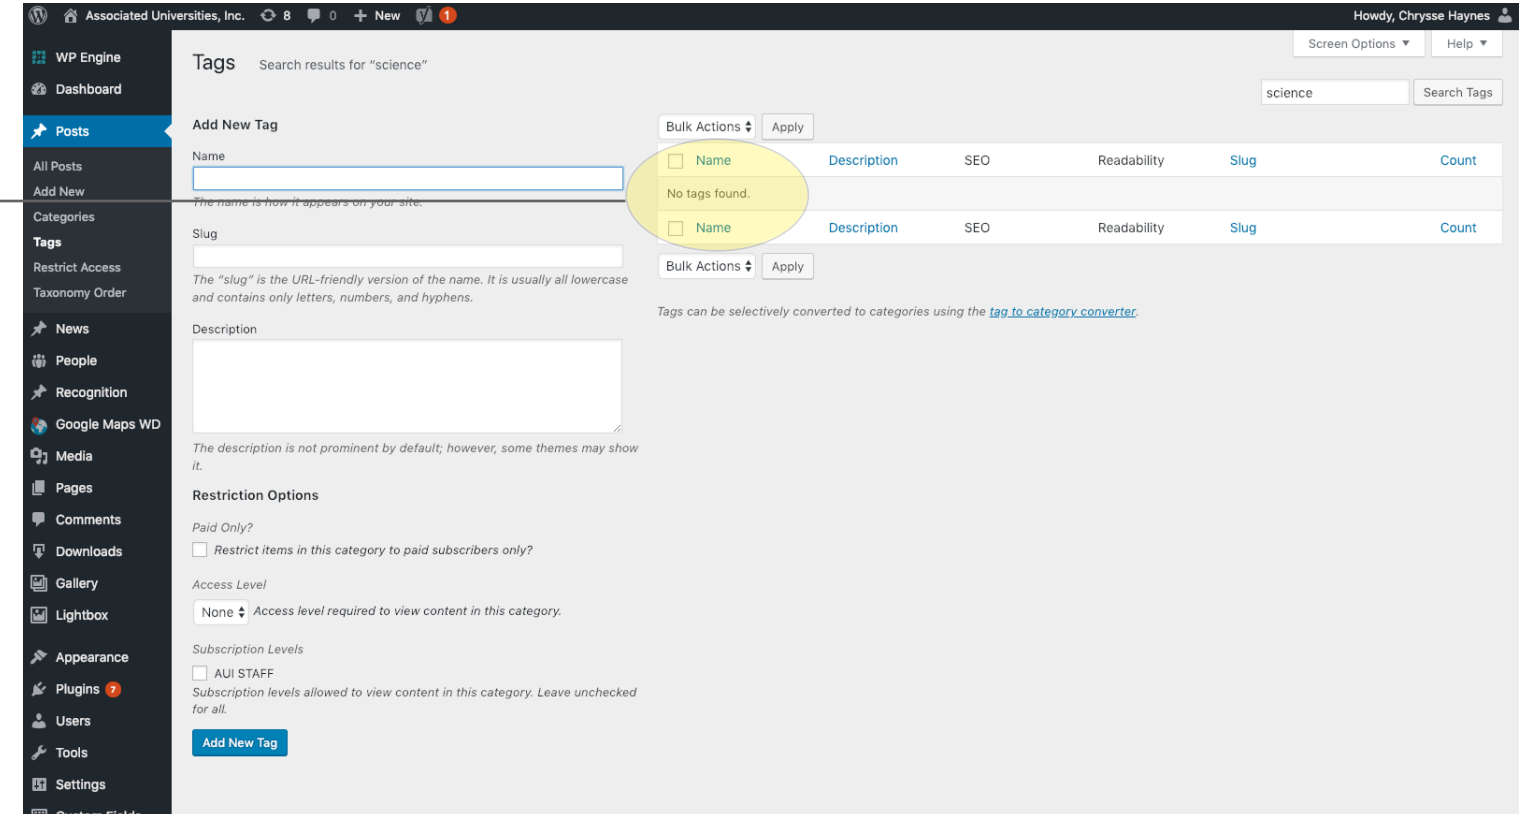 Associated Universities, Inc. 8 0 + New 1 Howdy, Chrysse Haynes
Screen Options ▼ Help ▼
WP Engine
Dashboard
Posts
All Posts
Add New
Categories
Tags
Restrict Access
Taxonomy Order
News
People
Recognition
Google Maps WD
Media
Pages
Comments
Downloads
Gallery
Lightbox
Appearance
Plugins 7
Users
Tools
Settings
Custom Fields
Tags Search results for “science”
science Search Tags
Add New Tag
Name
The name is how it appears on your site.
Slug
The “slug” is the URL-friendly version of the name. It is usually all lowercase
and contains only letters, numbers, and hyphens.
Description
The description is not prominent by default; however, some themes may show
it.
Restriction Options
Paid Only?
Restrict items in this category to paid subscribers only?
Access Level
None Access level required to view content in this category.
Subscription Levels
AUI STAFF
Subscription levels allowed to view content in this category. Leave unchecked
for all.
Add New Tag
Bulk Actions Apply
Name Description SEO Readability Slug Count
No tags found.
Name Description SEO Readability Slug Count
Bulk Actions Apply
Tags can be selectively converted to categories using the tag to category converter.